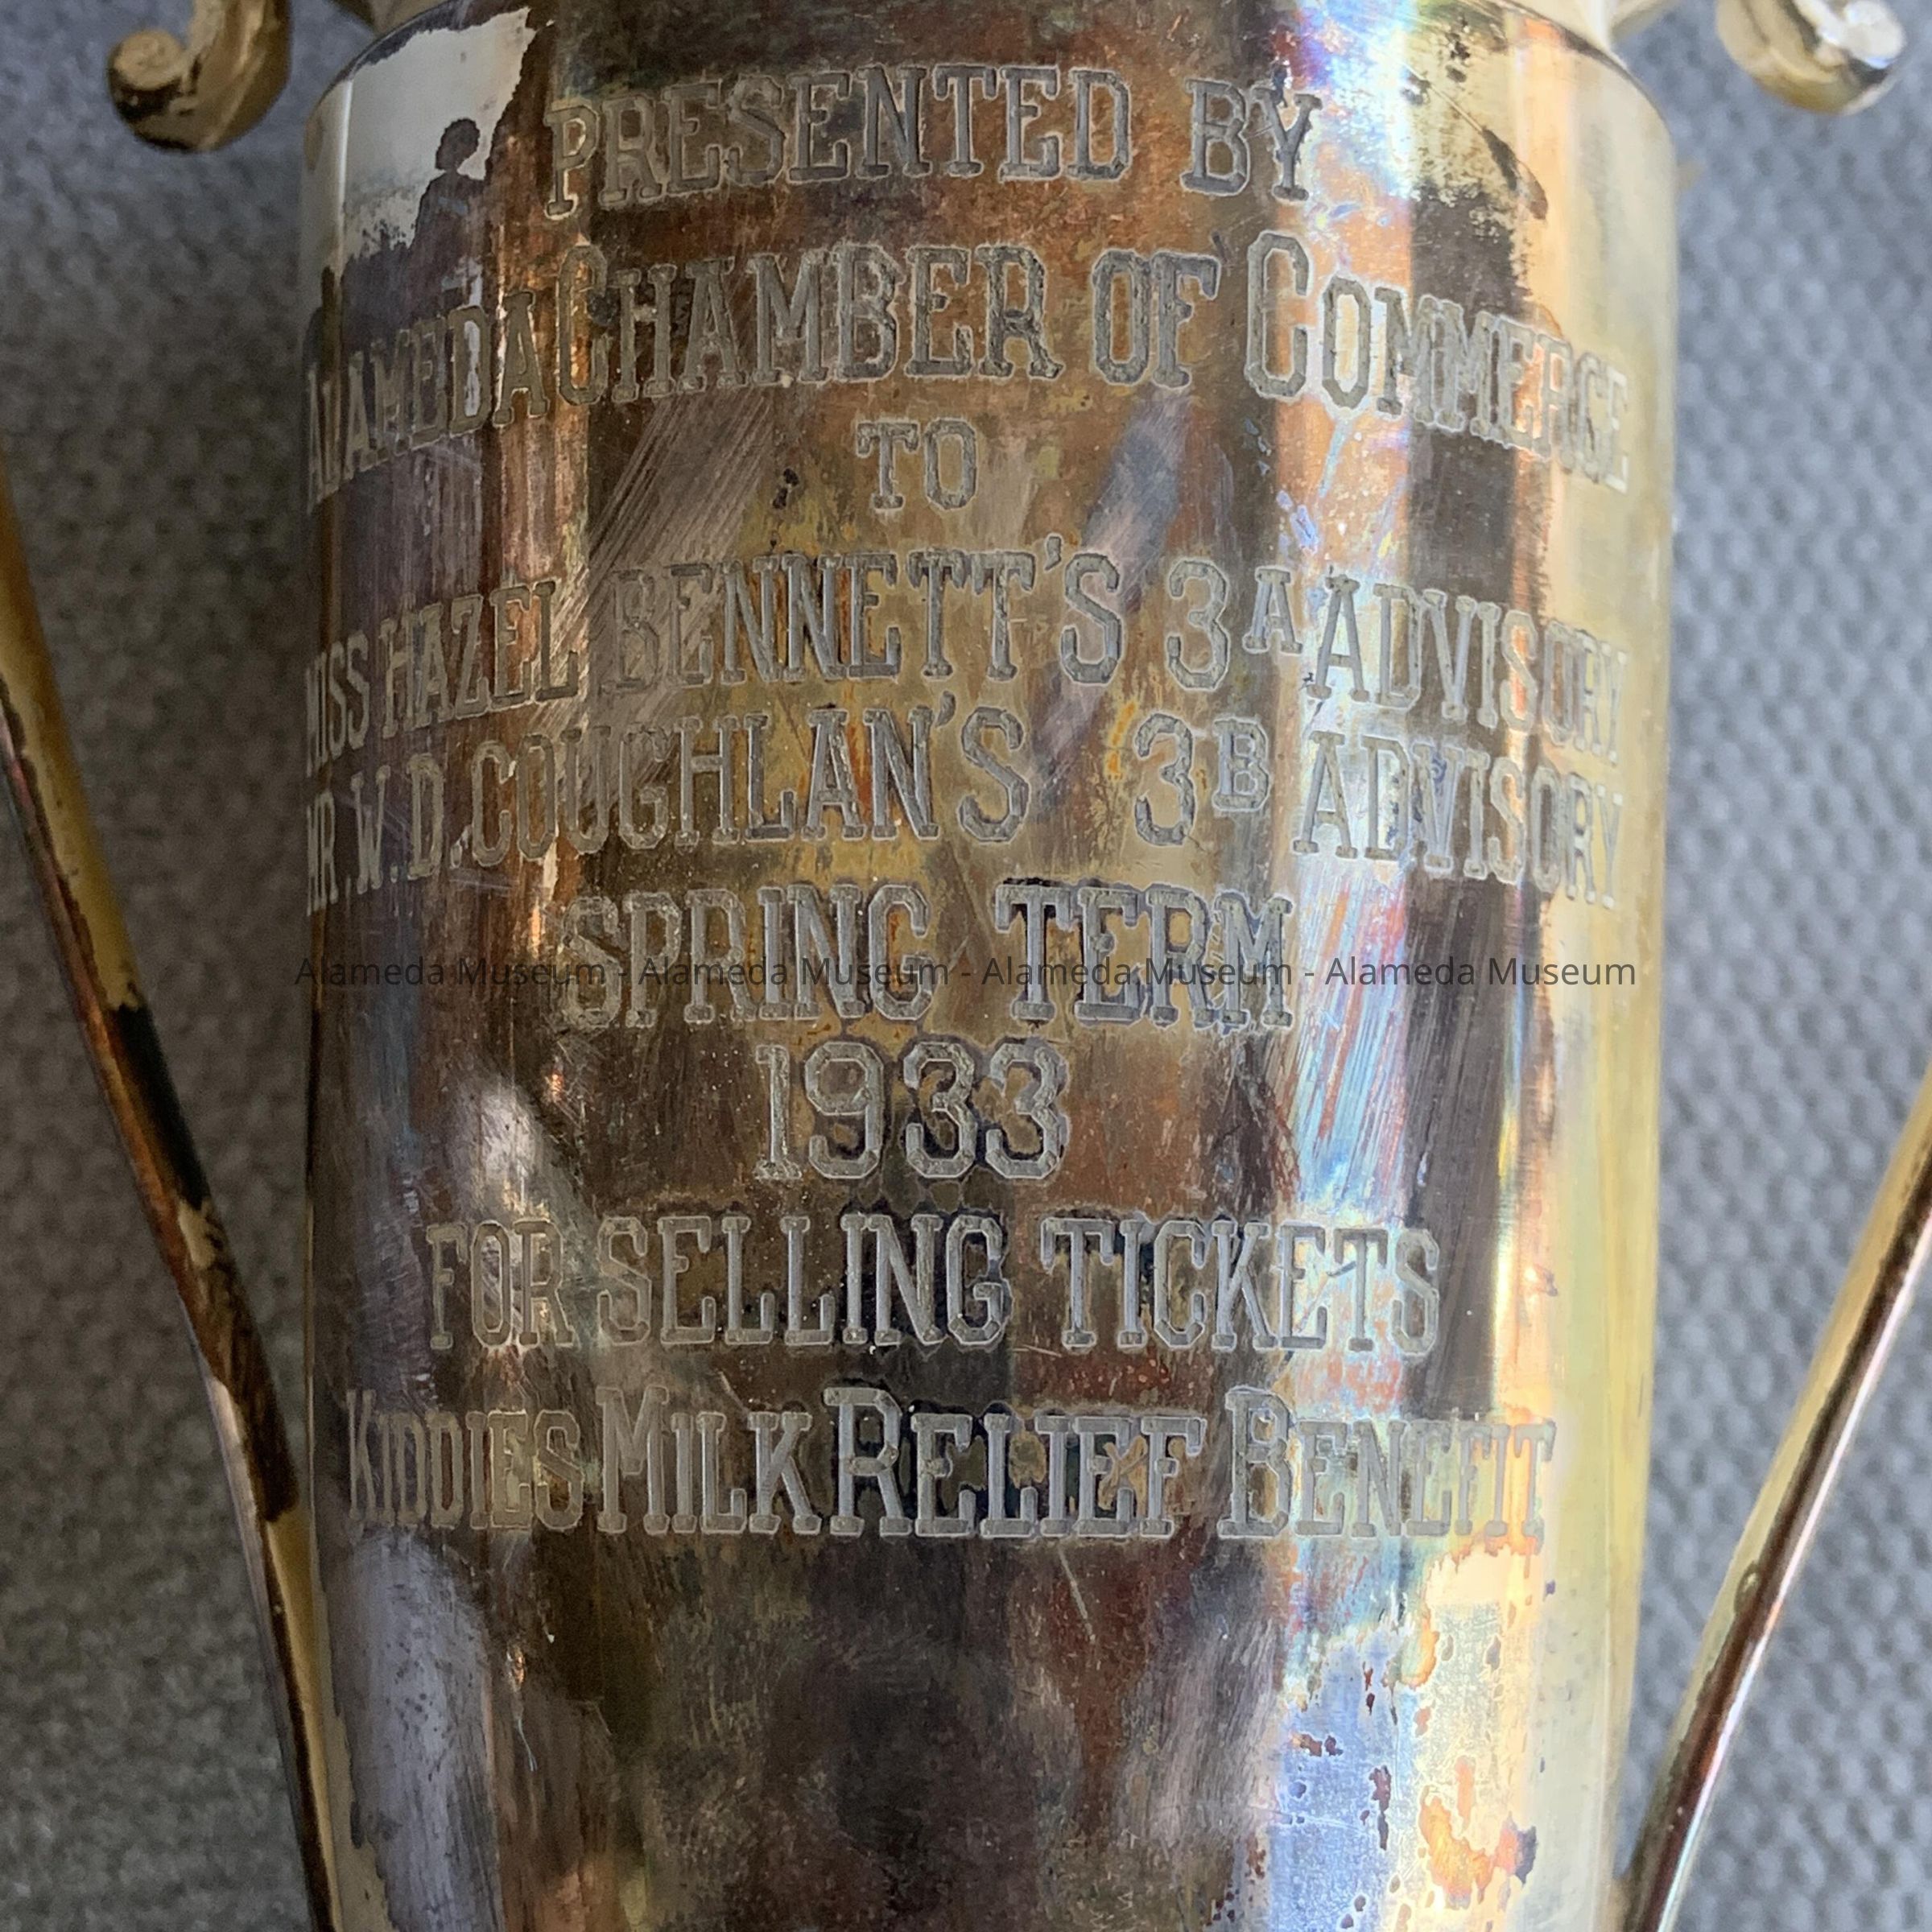 PRESENTED BY
ALAMEDA CHAMBER OF COMMERCE
TO
MISS HAZEL BENNETT'S 3A ADVISORY
MR. W. D. COUGHLAN'S 3B ADVISORY
SPRING TERM
Alameda Museum - Alameda Museum - Alameda Museum - Alameda Museum
1933
FOR SELLING TICKETS
KIDDIES MILK RELIEF BENEFIT